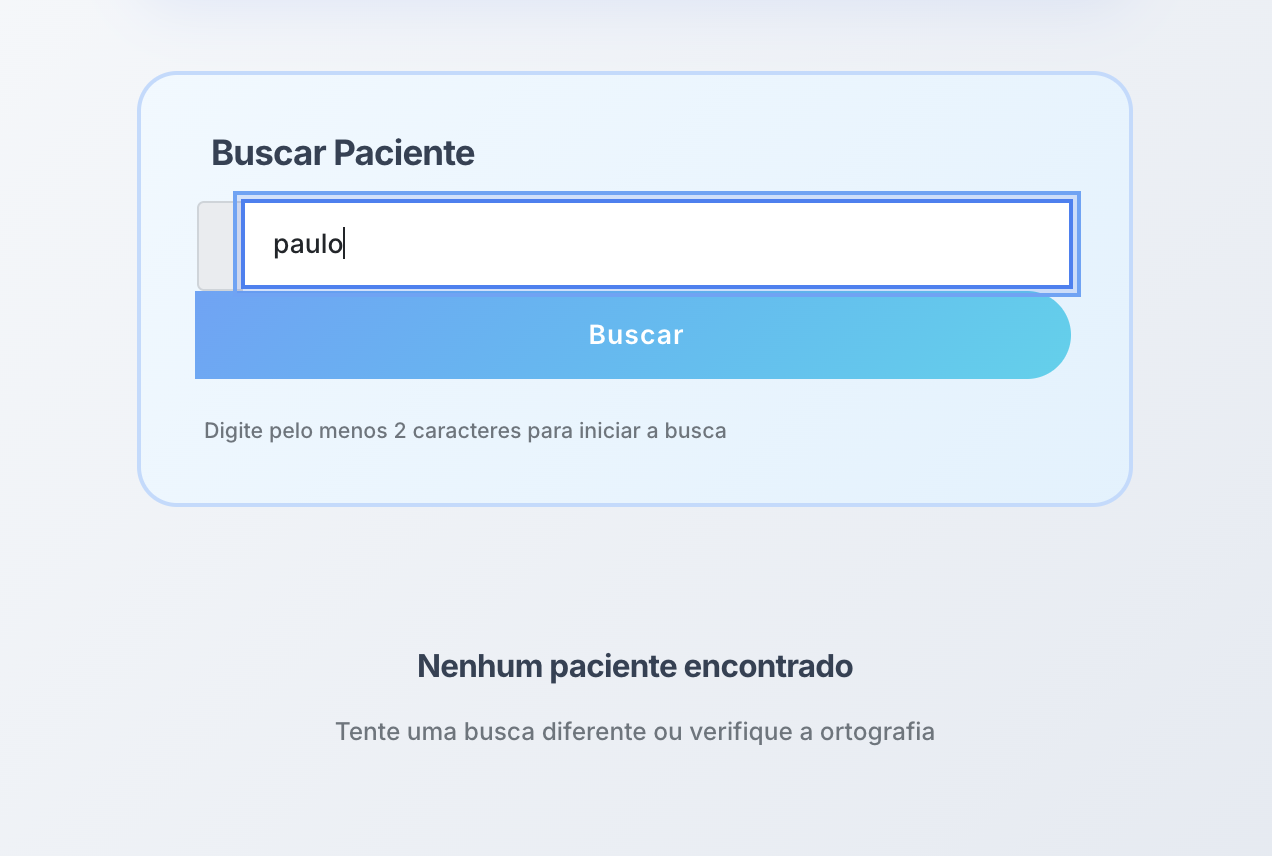 Buscar Paciente
paulo
Buscar
Digite pelo menos 2 caracteres para iniciar a busca
Nenhum paciente encontrado
Tente uma busca diferente ou verifique a ortografia